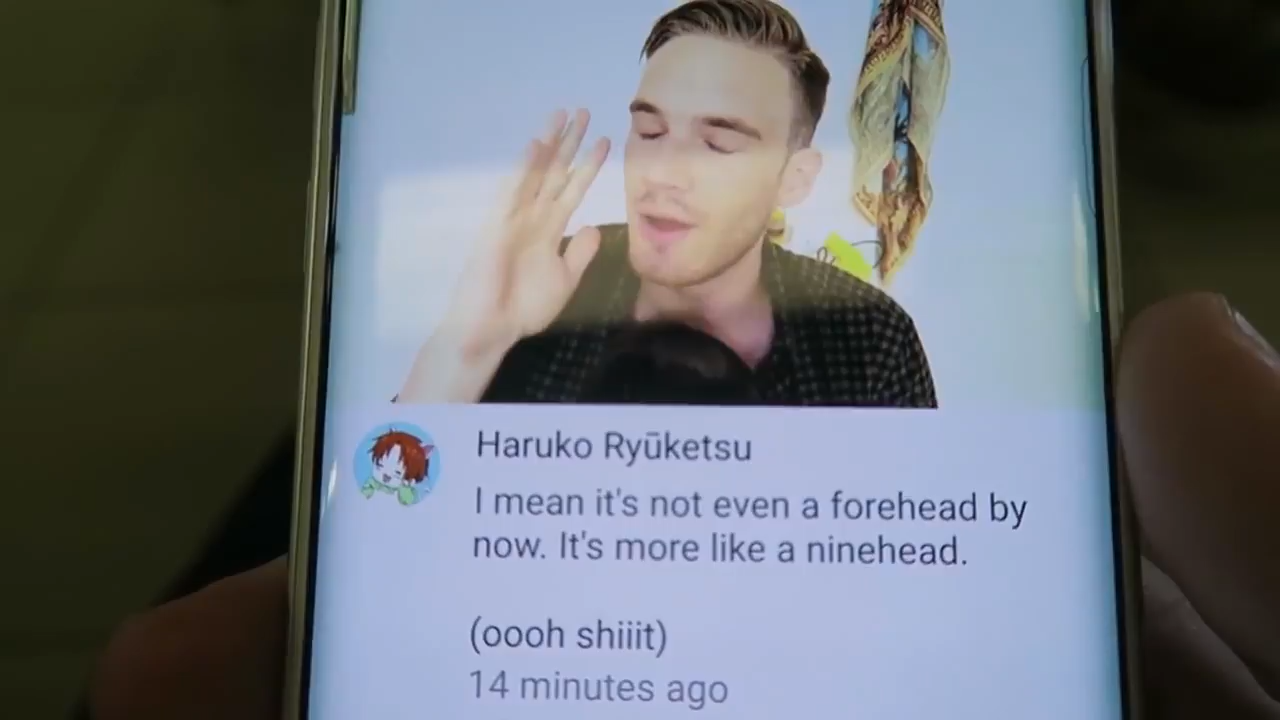 Haruko Ryūketsu
I mean it's not even a forehead by
now. It's more like a ninehead.
(oooh shiiit)
14 minutes ago